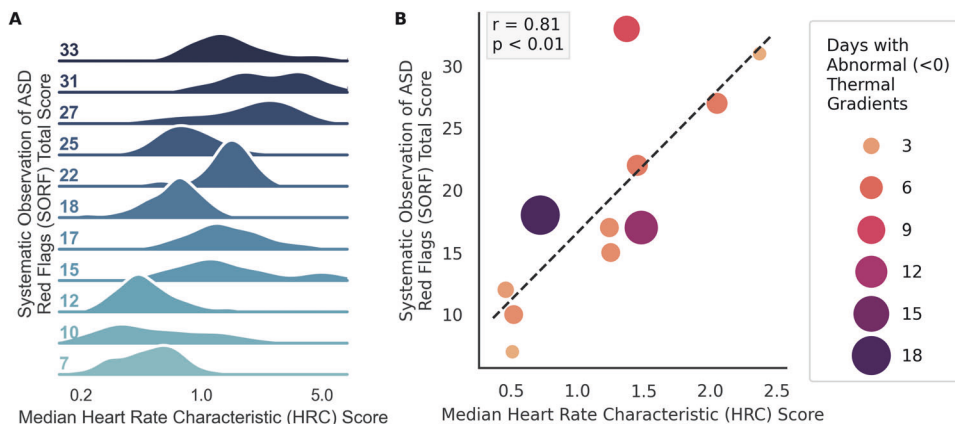 A
Systematic Observation of ASD
Red Flags (SORF) Total Score
33
31
27
25
22
18
17
15
12
10
7
0.2 1.0 5.0
Median Heart Rate Characteristic (HRC) Score
B
r = 0.81
p < 0.01
Systematic Observation of ASD
Red Flags (SORF) Total Score
30
25
20
15
10
0.5 1.0 1.5 2.0 2.5
Median Heart Rate Characteristic (HRC) Score
Days with
Abnormal (<0)
Thermal
Gradients
3
6
9
12
15
18